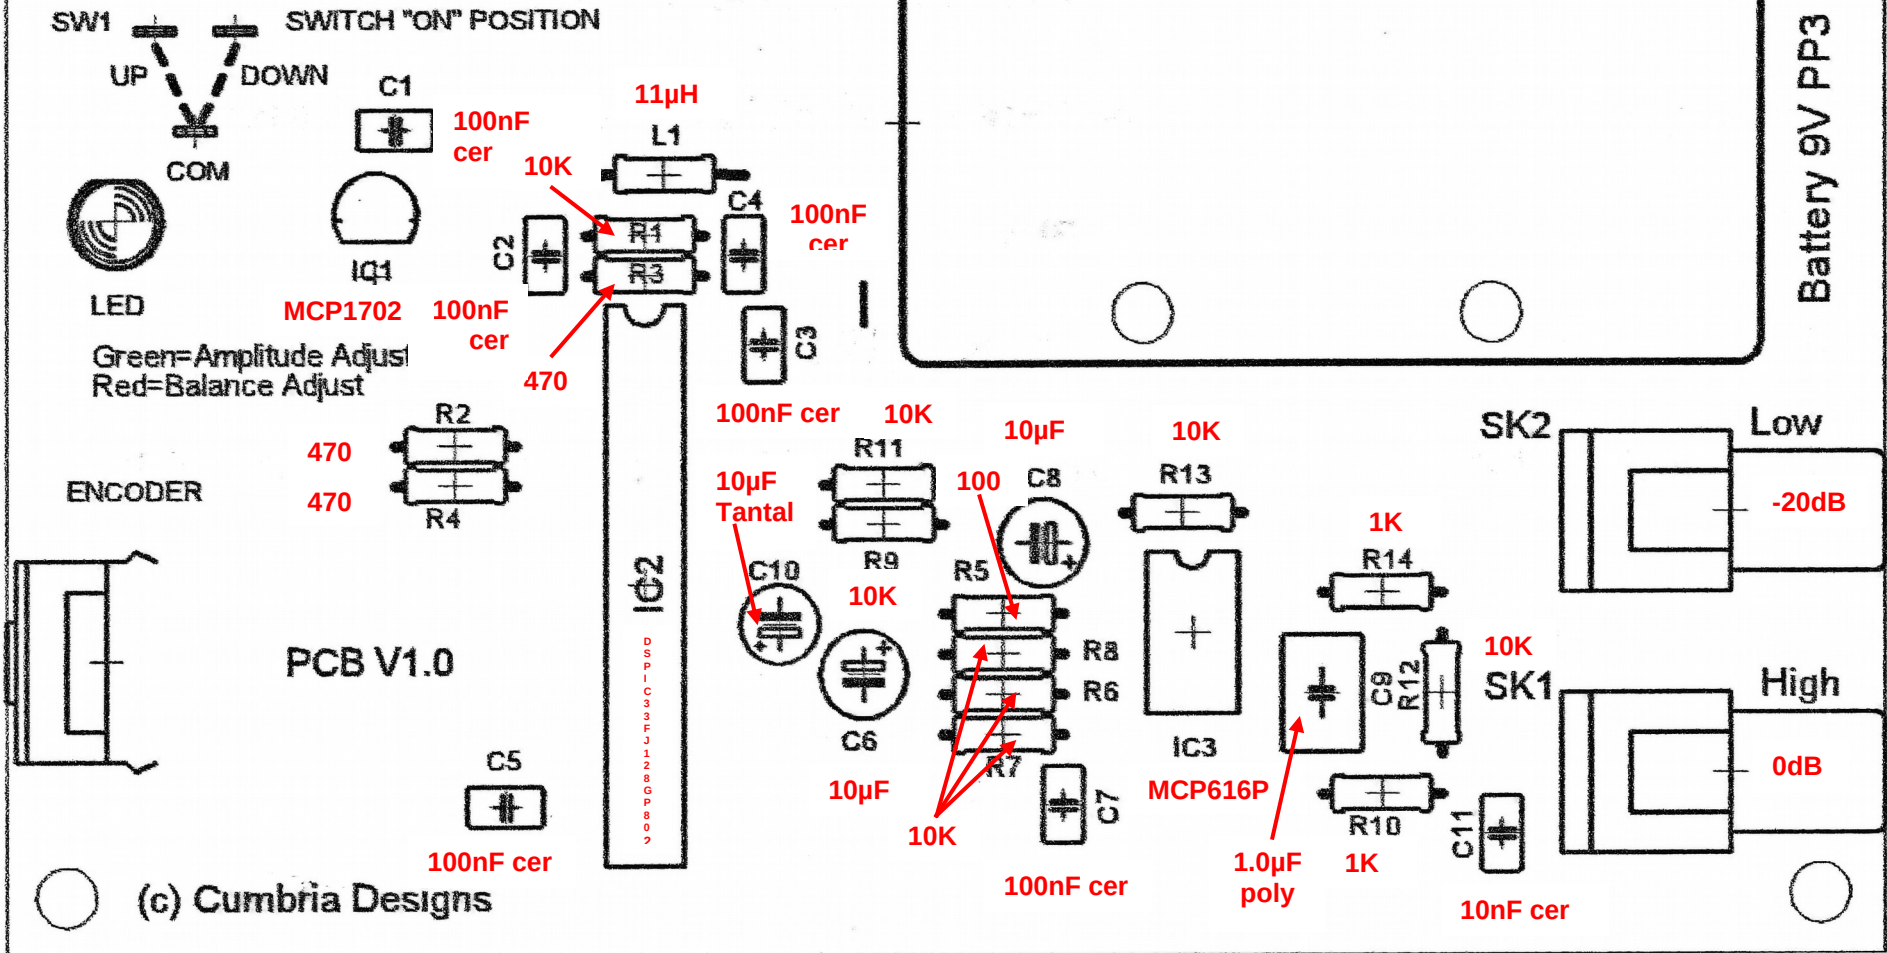 SW1
SWITCH "ON" POSITION
UP
DOWN
COM
C1
100nF
cer
11µH
L1
10K
R1
R3
C2
C4
100nF
cer
LED
IC1
MCP1702
100nF
cer
470
C3
100nF cer
Battery 9V PP3
Green=Amplitude Adjust
Red=Balance Adjust
R2
470
470
R4
ENCODER
10K
R11
R9
10K
10µF
Tantal
C10
10µF
C8
100
R5
R8
R6
R7
10K
10K
R13
IC2
DSPIC33FJ128GP802
PCB V1.0
C6
10µF
C5
100nF cer
C7
100nF cer
IC3
MCP616P
1K
R14
C9
R12
10K
1.0µF
poly
R10
1K
C11
10nF cer
SK2
Low
-20dB
SK1
High
0dB
(c) Cumbria Designs